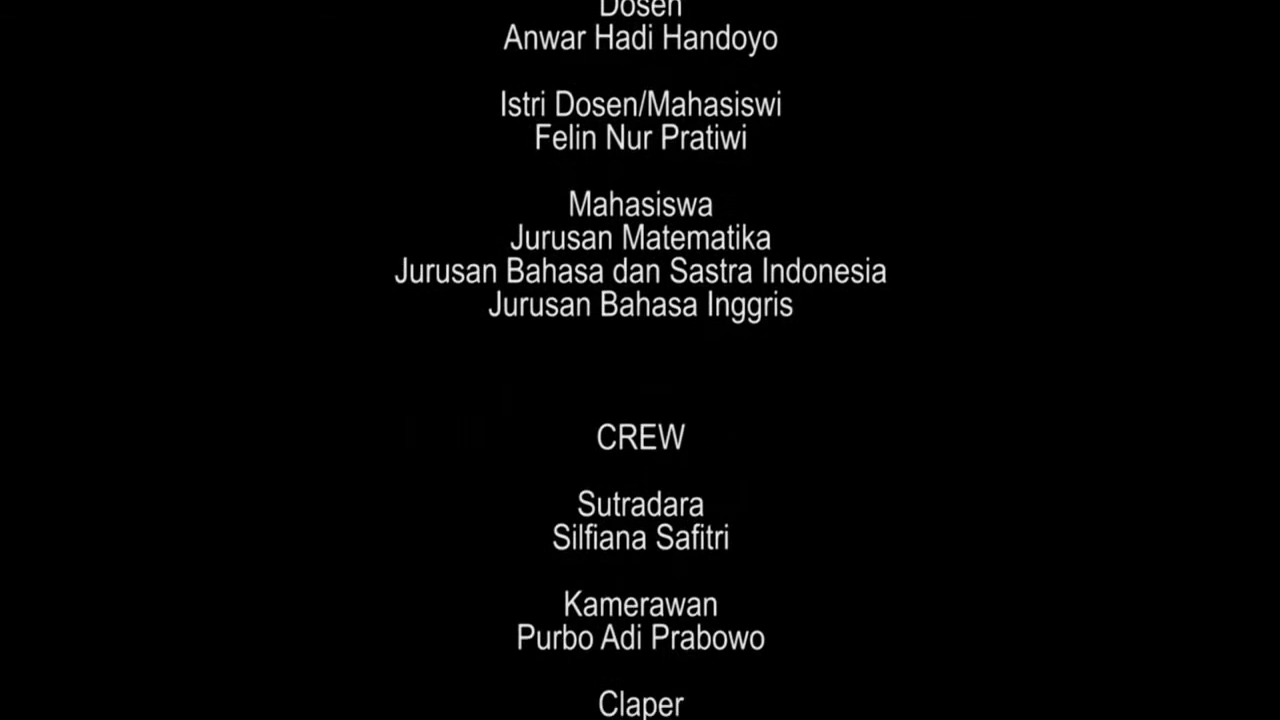 Dosen
Anwar Hadi Handoyo
Istri Dosen/Mahasiswi
Felin Nur Pratiwi
Mahasiswa
Jurusan Matematika
Jurusan Bahasa dan Sastra Indonesia
Jurusan Bahasa Inggris
CREW
Sutradara
Silfiana Safitri
Kamerawan
Purbo Adi Prabowo
Claper